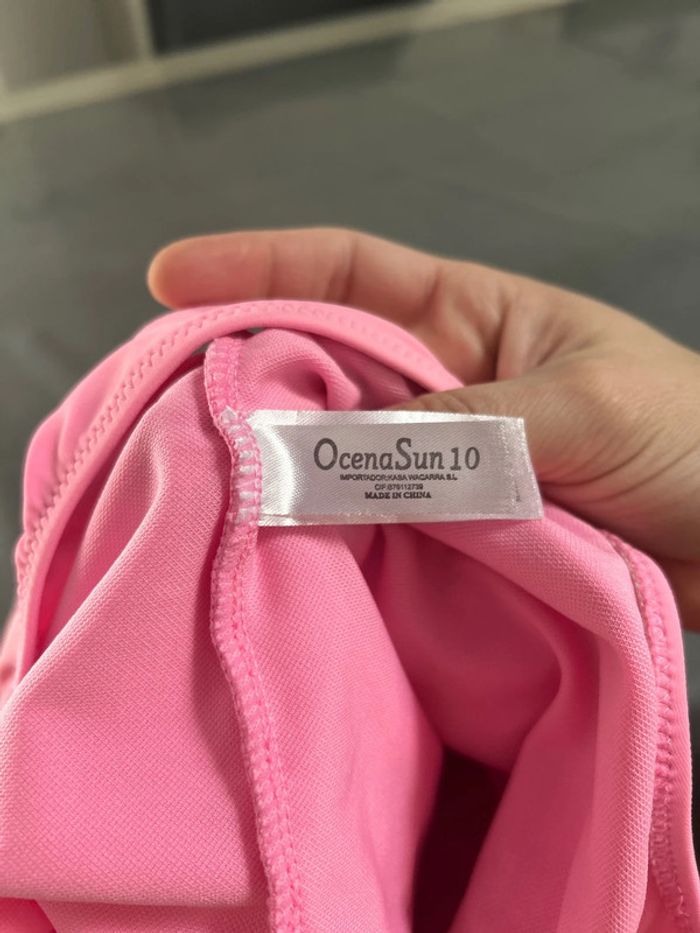 OcenaSun 10
IMPORTADOR:KASA WAGARRA S.L
CIF:B76112739
MADE IN CHINA